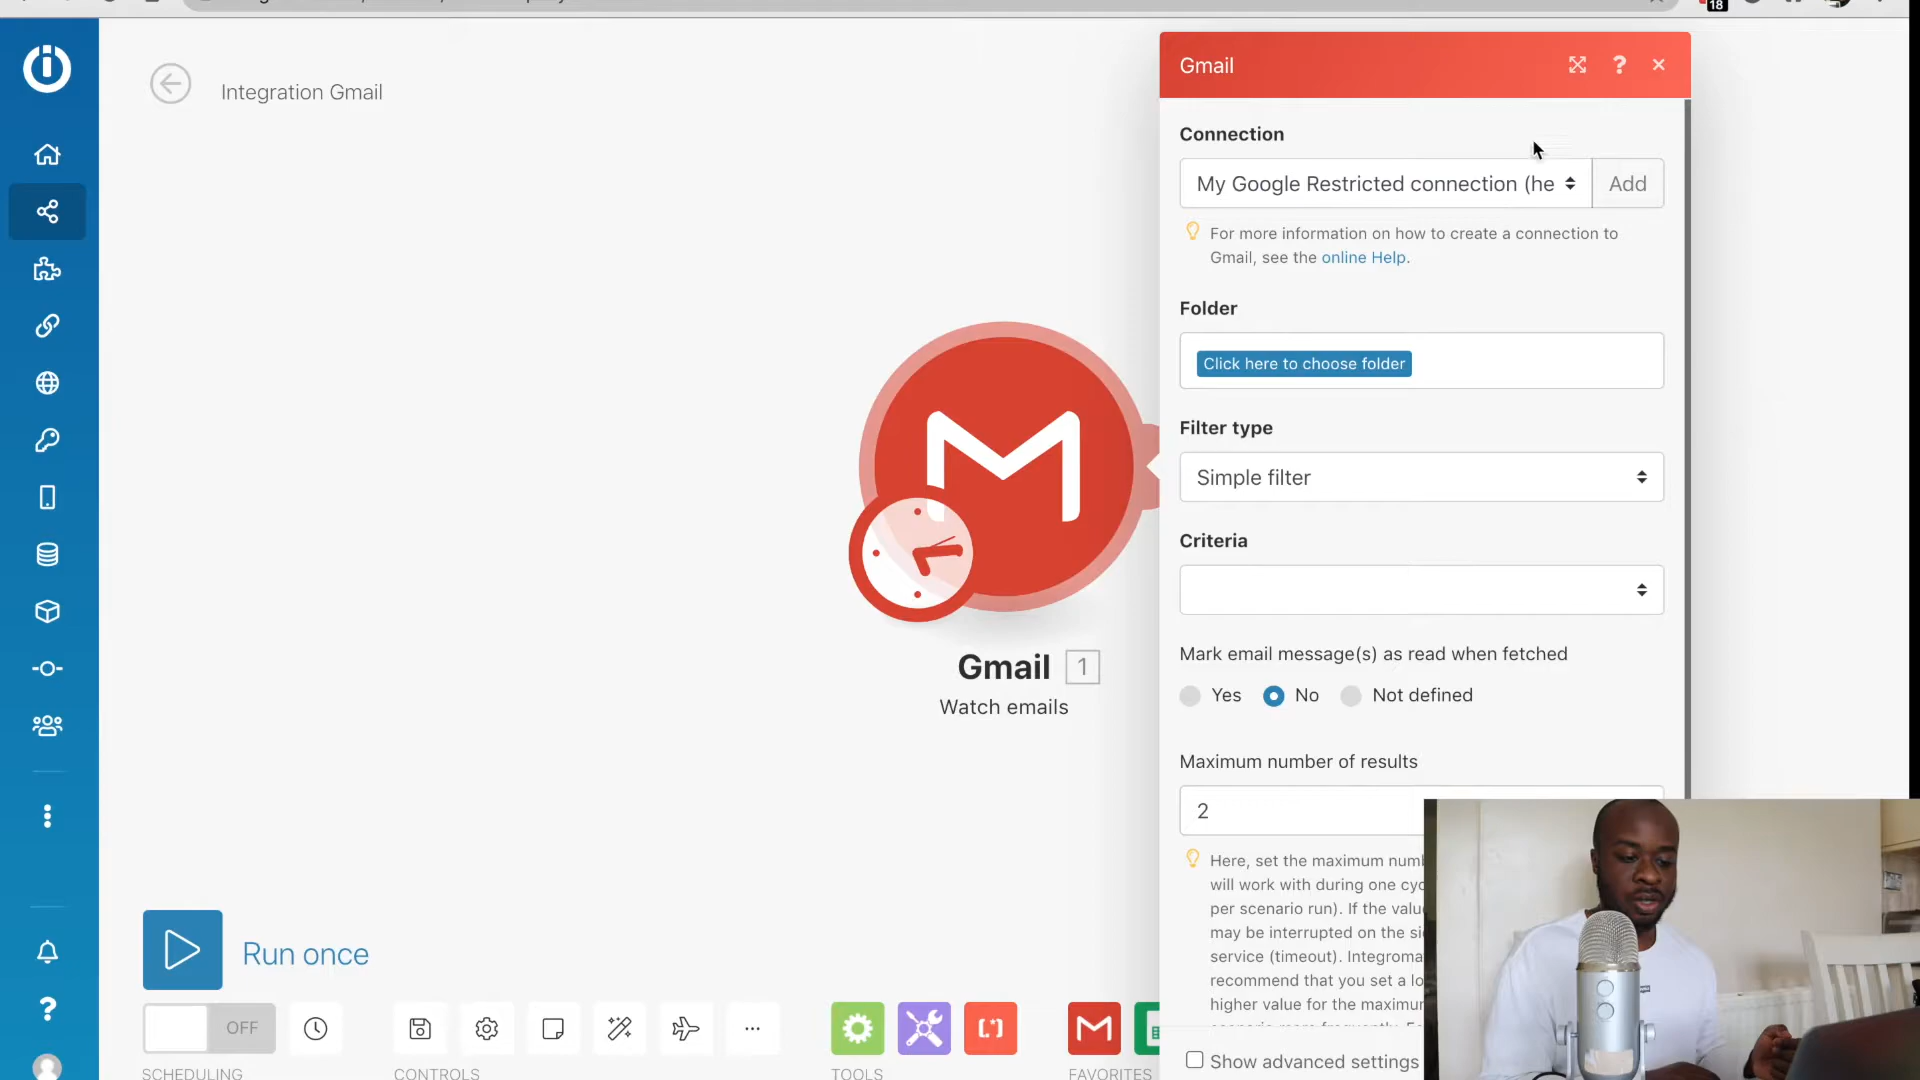 18
Integration Gmail
Gmail
Connection
My Google Restricted connection (he
Add
For more information on how to create a connection to
Gmail, see the online Help.
Folder
Click here to choose folder
Filter type
Simple filter
Criteria
Mark email message(s) as read when fetched
Yes
No
Not defined
Maximum number of results
2
Here, set the maximum num
will work with during one cyc
per scenario run). If the valu
may be interrupted on the si
service (timeout). Integroma
recommend that you set a lo
higher value for the maximu
Show advanced settings
Gmail 1
Watch emails
Run once
OFF
SCHEDULING
CONTROLS
TOOLS
FAVORITES